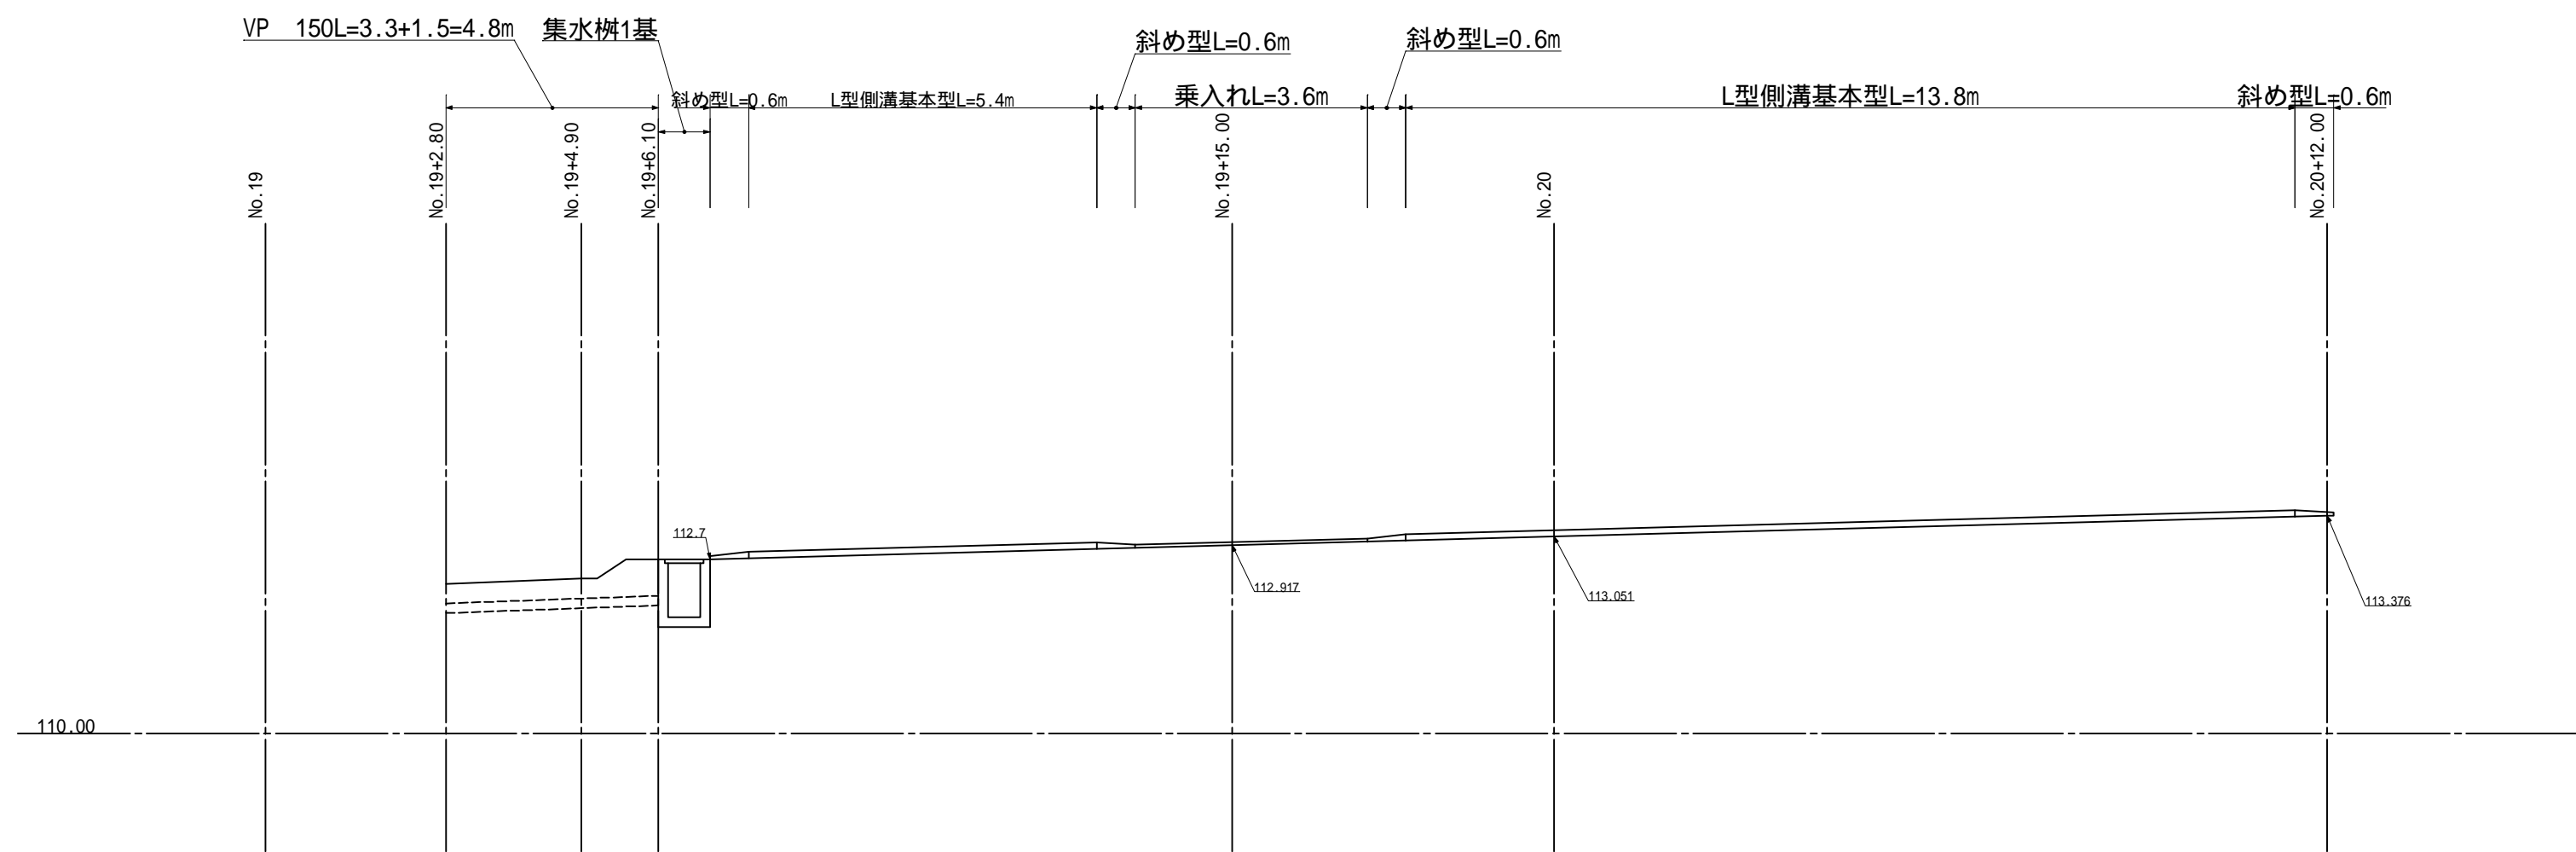 VP　150L=3.3+1.5=4.8m
集水桝1基
斜め型L=0.6m
斜め型L=0.6m
斜め型L=0.6m
L型側溝基本型L=5.4m
乗入れL=3.6m
L型側溝基本型L=13.8m
斜め型L=0.6m
No.19
No.19+2.80
No.19+4.90
No.19+6.10
No.19+15.00
No.20
No.20+12.00
112.7
112.917
113.051
113.376
110.00